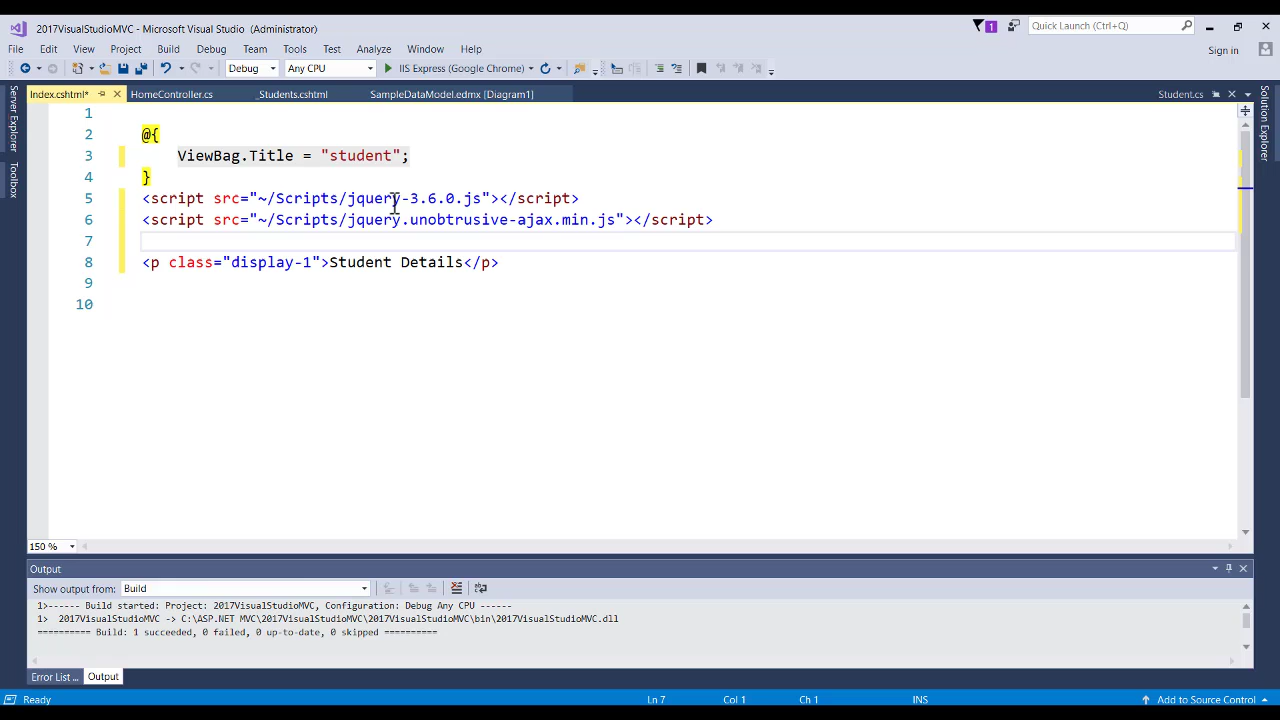 2017VisualStudioMVC - Microsoft Visual Studio (Administrator)
1
Quick Launch (Ctrl+Q)
File Edit View Project Build Debug Team Tools Test Analyze Window Help
Sign in
Debug Any CPU IIS Express (Google Chrome)
Index.cshtml* HomeController.cs _Students.cshtml SampleDataModel.edmx [Diagram1] Student.cs
Server Explorer
Toolbox
Solution Explorer
1
2 @{
3 ViewBag.Title = "student";
4 }
5 <script src="~/Scripts/jquery-3.6.0.js"></script>
6 <script src="~/Scripts/jquery.unobtrusive-ajax.min.js"></script>
7
8 <p class="display-1">Student Details</p>
9
10
150 %
Output
Show output from: Build
1>------ Build started: Project: 2017VisualStudioMVC, Configuration: Debug Any CPU ------
1> 2017VisualStudioMVC -> C:\ASP.NET MVC\2017VisualStudioMVC\2017VisualStudioMVC\bin\2017VisualStudioMVC.dll
========== Build: 1 succeeded, 0 failed, 0 up-to-date, 0 skipped ==========
Error List ... Output
Ready Ln 7 Col 1 Ch 1 INS Add to Source Control